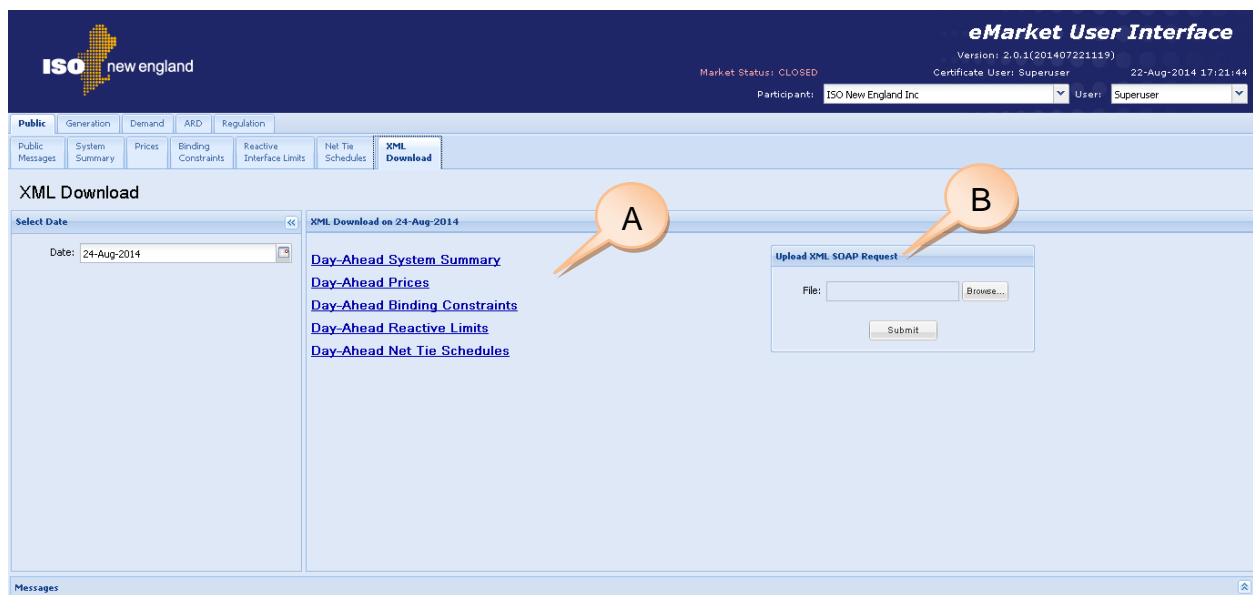 ISO new england
eMarket User Interface
Version: 2.0.1(201407221119)
Market Status: CLOSED Certificate User: Superuser 22-Aug-2014 17:21:44
Participant: ISO New England Inc User: Superuser
Public Generation Demand ARD Regulation
Public Messages System Summary Prices Binding Constraints Reactive Interface Limits Net Tie Schedules XML Download
XML Download
Select Date
Date: 24-Aug-2014
XML Download on 24-Aug-2014
A
Day-Ahead System Summary
Day-Ahead Prices
Day-Ahead Binding Constraints
Day-Ahead Reactive Limits
Day-Ahead Net Tie Schedules
B
Upload XML SOAP Request
File: Browse...
Submit
Messages